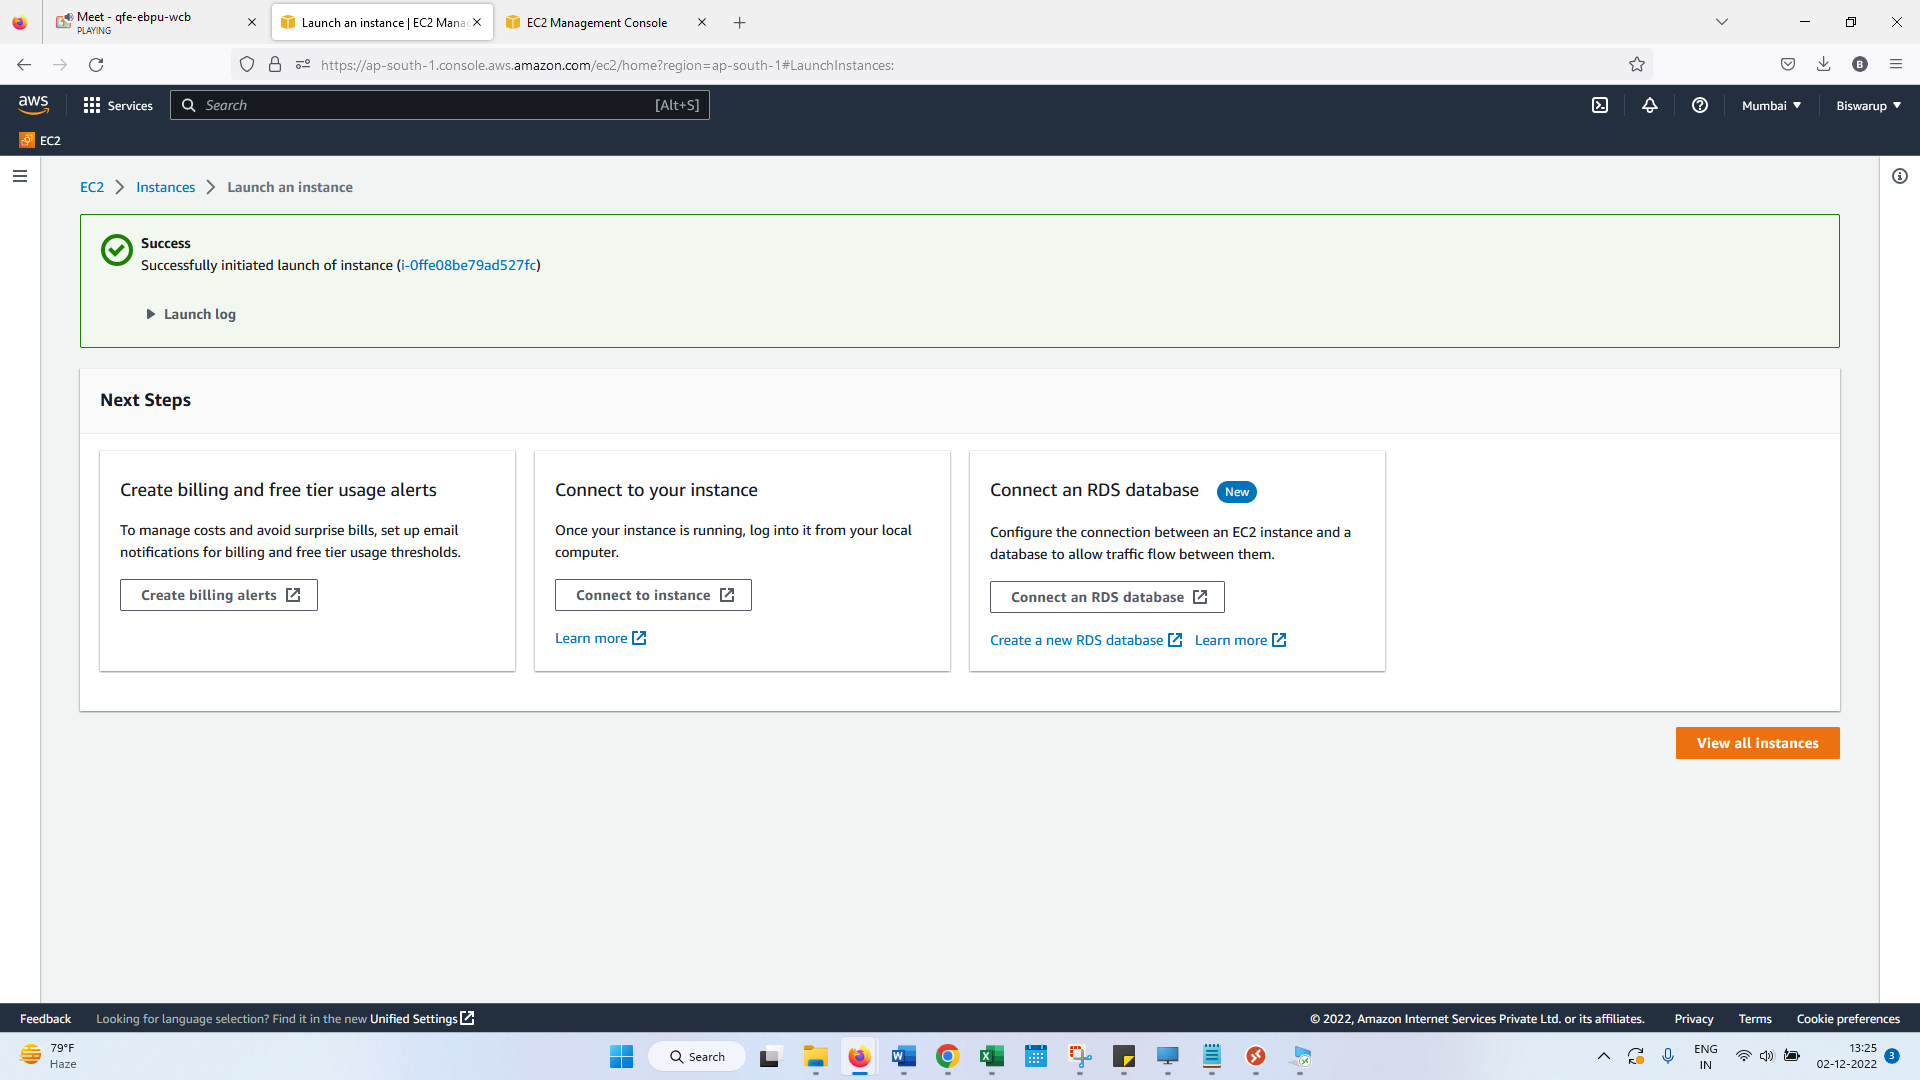 Meet - qfe-ebpu-wcb
PLAYING
Launch an instance | EC2 Mana
EC2 Management Console
https://ap-south-1.console.aws.amazon.com/ec2/home?region=ap-south-1#LaunchInstances:
B
aws
Services
Search
[Alt+S]
Mumbai
Biswarup
EC2
EC2
Instances
Launch an instance
Success
Successfully initiated launch of instance (i-0ffe08be79ad527fc)
Launch log
Next Steps
Create billing and free tier usage alerts
To manage costs and avoid surprise bills, set up email
notifications for billing and free tier usage thresholds.
Create billing alerts
Connect to your instance
Once your instance is running, log into it from your local
computer.
Connect to instance
Learn more
Connect an RDS database New
Configure the connection between an EC2 instance and a
database to allow traffic flow between them.
Connect an RDS database
Create a new RDS database Learn more
View all instances
Feedback
Looking for language selection? Find it in the new Unified Settings
© 2022, Amazon Internet Services Private Ltd. or its affiliates.
Privacy
Terms
Cookie preferences
79°F
Haze
Search
ENG
IN
13:25
02-12-2022
3